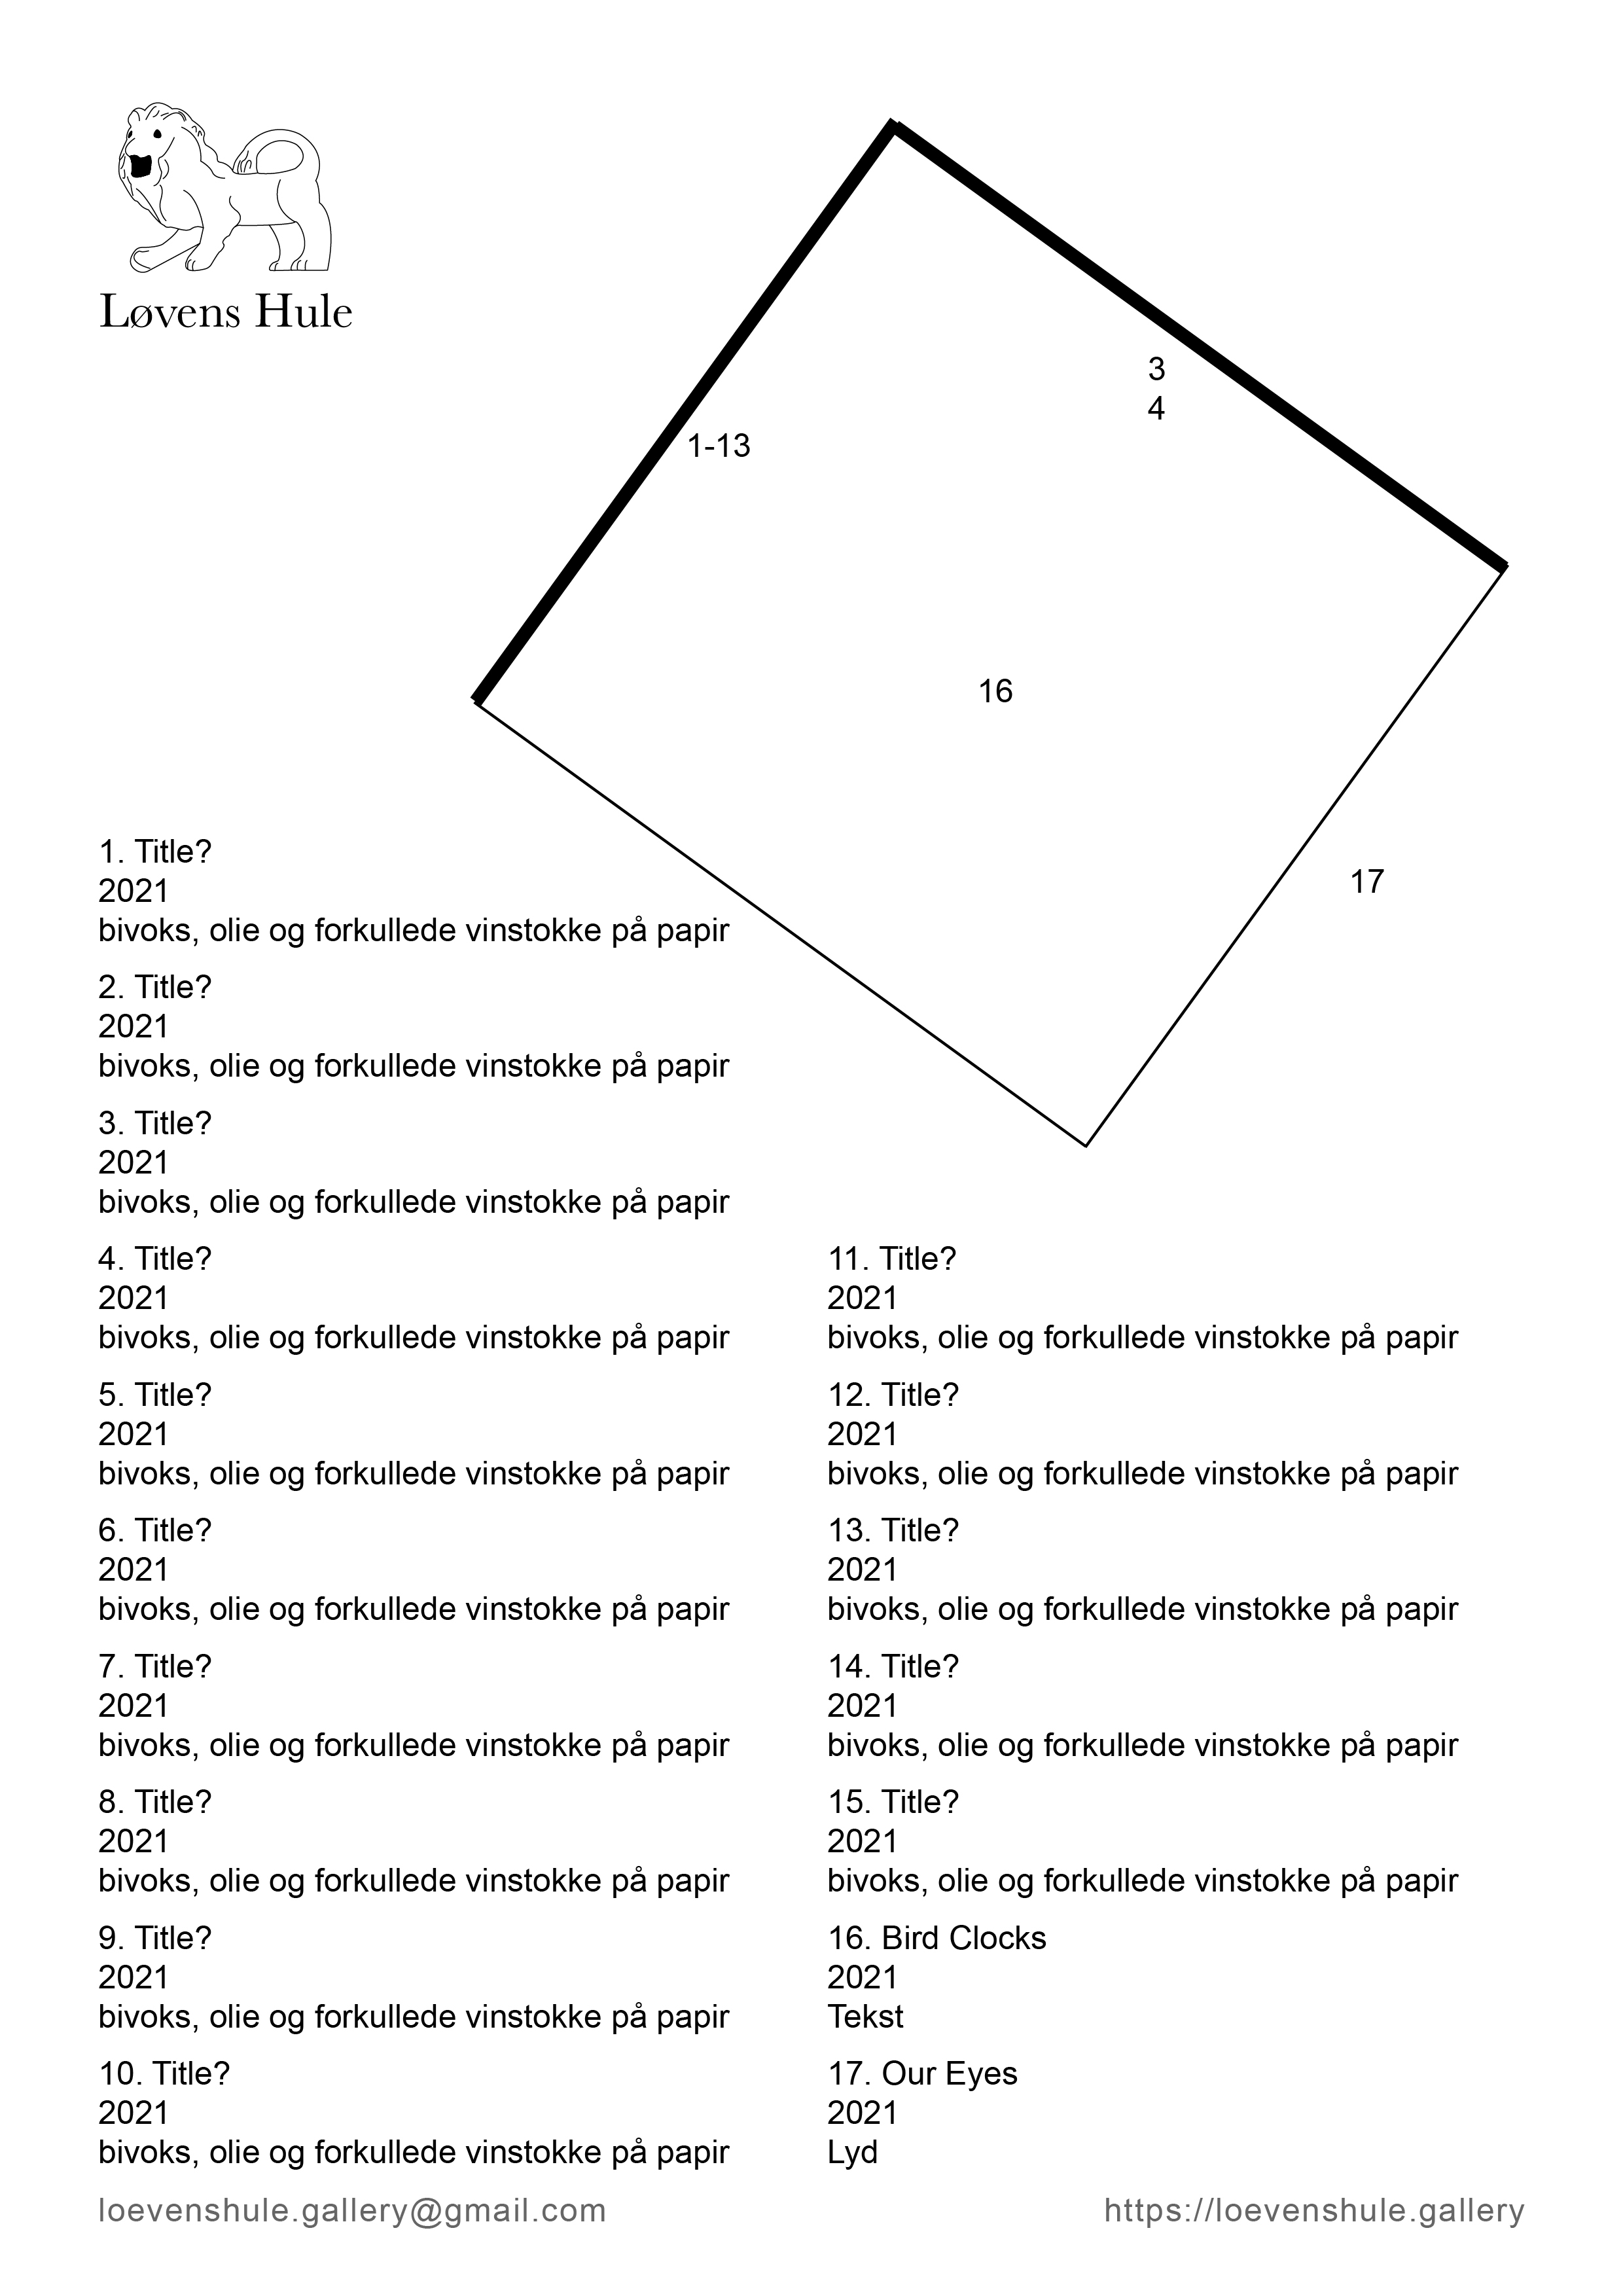 Løvens Hule
3
4
1-13
16
17
1. Title?
2021
bivoks, olie og forkullede vinstokke på papir
2. Title?
2021
bivoks, olie og forkullede vinstokke på papir
3. Title?
2021
bivoks, olie og forkullede vinstokke på papir
4. Title?
2021
bivoks, olie og forkullede vinstokke på papir
5. Title?
2021
bivoks, olie og forkullede vinstokke på papir
6. Title?
2021
bivoks, olie og forkullede vinstokke på papir
7. Title?
2021
bivoks, olie og forkullede vinstokke på papir
8. Title?
2021
bivoks, olie og forkullede vinstokke på papir
9. Title?
2021
bivoks, olie og forkullede vinstokke på papir
10. Title?
2021
bivoks, olie og forkullede vinstokke på papir
11. Title?
2021
bivoks, olie og forkullede vinstokke på papir
12. Title?
2021
bivoks, olie og forkullede vinstokke på papir
13. Title?
2021
bivoks, olie og forkullede vinstokke på papir
14. Title?
2021
bivoks, olie og forkullede vinstokke på papir
15. Title?
2021
bivoks, olie og forkullede vinstokke på papir
16. Bird Clocks
2021
Tekst
17. Our Eyes
2021
Lyd
loevenshule.gallery@gmail.com
https://loevenshule.gallery